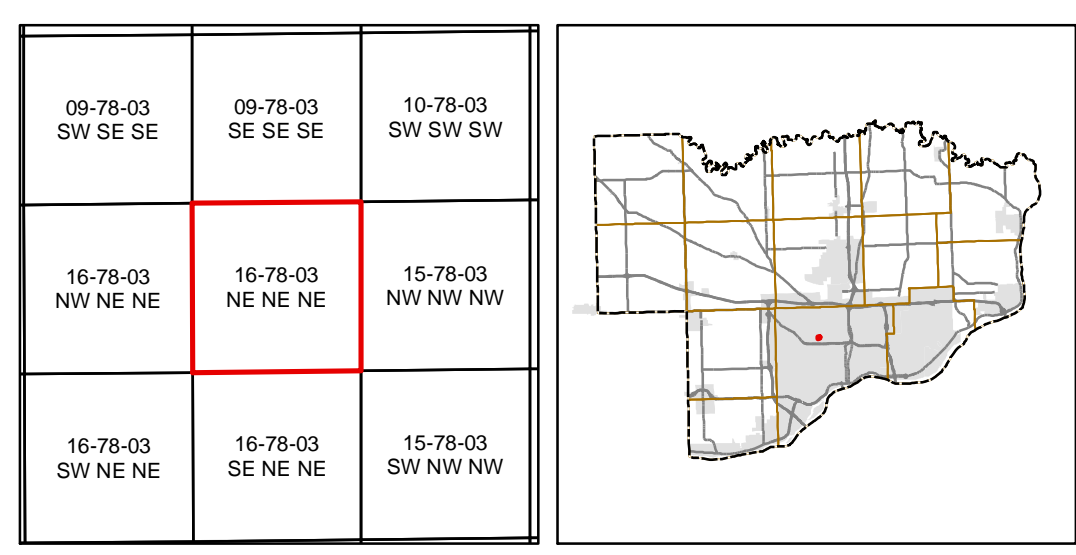 09-78-03
SW SE SE
09-78-03
SE SE SE
10-78-03
SW SW SW
16-78-03
NW NE NE
16-78-03
NE NE NE
15-78-03
NW NW NW
16-78-03
SW NE NE
16-78-03
SE NE NE
15-78-03
SW NW NW